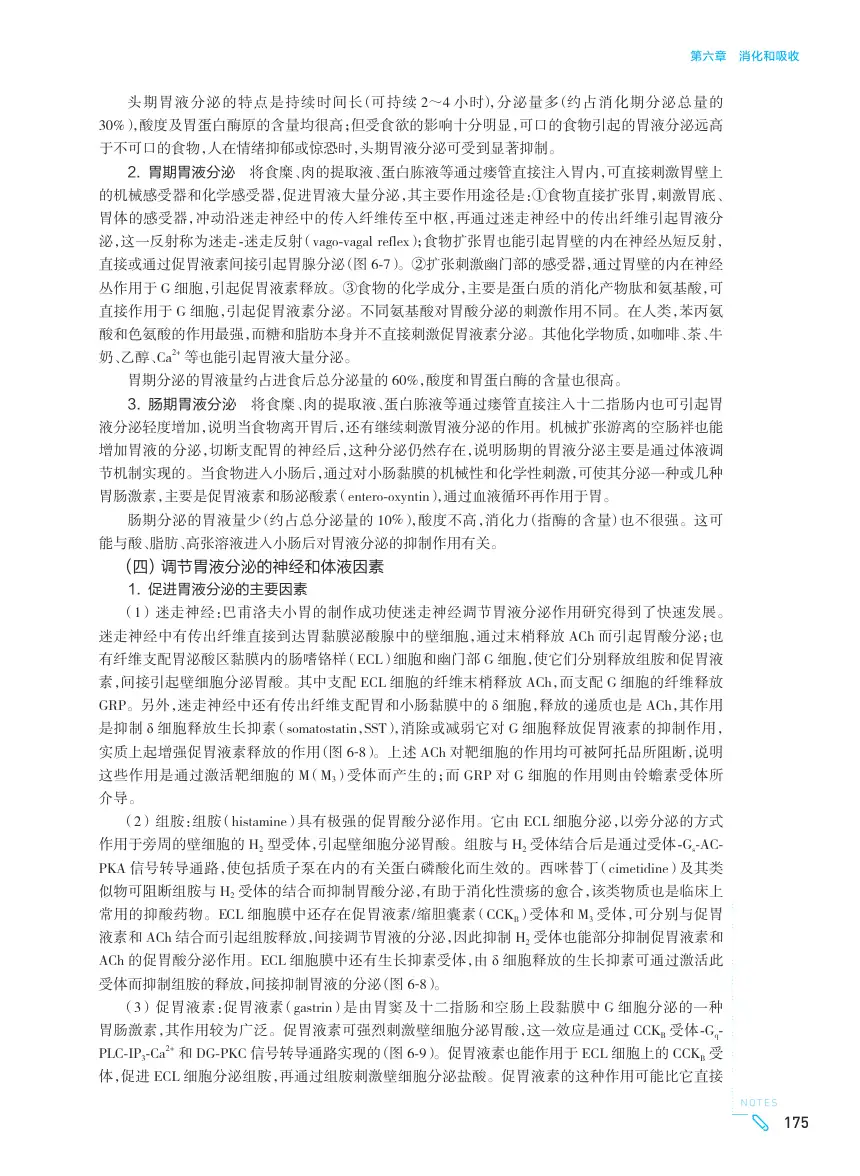 第六章　消化和吸收
头期胃液分泌的特点是持续时间长(可持续 2～4 小时),分泌量多(约占消化期分泌总量的
30%),酸度及胃蛋白酶原的含量均很高;但受食欲的影响十分明显,可口的食物引起的胃液分泌远高
于不可口的食物,人在情绪抑郁或惊恐时,头期胃液分泌可受到显著抑制。
2. 胃期胃液分泌　将食糜、肉的提取液、蛋白胨液等通过瘘管直接注入胃内,可直接刺激胃壁上
的机械感受器和化学感受器,促进胃液大量分泌,其主要作用途径是:①食物直接扩张胃,刺激胃底、
胃体的感受器,冲动沿迷走神经中的传入纤维传至中枢,再通过迷走神经中的传出纤维引起胃液分
泌,这一反射称为迷走-迷走反射(vago-vagal reflex);食物扩张胃也能引起胃壁的内在神经丛短反射,
直接或通过促胃液素间接引起胃腺分泌(图 6-7)。②扩张刺激幽门部的感受器,通过胃壁的内在神经
丛作用于 G 细胞,引起促胃液素释放。③食物的化学成分,主要是蛋白质的消化产物肽和氨基酸,可
直接作用于 G 细胞,引起促胃液素分泌。不同氨基酸对胃酸分泌的刺激作用不同。在人类,苯丙氨
酸和色氨酸的作用最强,而糖和脂肪本身并不直接刺激促胃液素分泌。其他化学物质,如咖啡、茶、牛
奶、乙醇、Ca²⁺ 等也能引起胃液大量分泌。
胃期分泌的胃液量约占进食后总分泌量的 60%,酸度和胃蛋白酶的含量也很高。
3. 肠期胃液分泌　将食糜、肉的提取液、蛋白胨液等通过瘘管直接注入十二指肠内也可引起胃
液分泌轻度增加,说明当食物离开胃后,还有继续刺激胃液分泌的作用。机械扩张游离的空肠袢也能
增加胃液的分泌,切断支配胃的神经后,这种分泌仍然存在,说明肠期的胃液分泌主要是通过体液调
节机制实现的。当食物进入小肠后,通过对小肠黏膜的机械性和化学性刺激,可使其分泌一种或几种
胃肠激素,主要是促胃液素和肠泌酸素(entero-oxyntin),通过血液循环再作用于胃。
肠期分泌的胃液量少(约占总分泌量的 10%),酸度不高,消化力(指酶的含量)也不很强。这可
能与酸、脂肪、高张溶液进入小肠后对胃液分泌的抑制作用有关。
(四) 调节胃液分泌的神经和体液因素
1. 促进胃液分泌的主要因素
(1)迷走神经:巴甫洛夫小胃的制作成功使迷走神经调节胃液分泌作用研究得到了快速发展。
迷走神经中有传出纤维直接到达胃黏膜泌酸腺中的壁细胞,通过末梢释放 ACh 而引起胃酸分泌;也
有纤维支配胃泌酸区黏膜内的肠嗜铬样(ECL)细胞和幽门部 G 细胞,使它们分别释放组胺和促胃液
素,间接引起壁细胞分泌胃酸。其中支配 ECL 细胞的纤维末梢释放 ACh,而支配 G 细胞的纤维释放
GRP。另外,迷走神经中还有传出纤维支配胃和小肠黏膜中的 δ 细胞,释放的递质也是 ACh,其作用
是抑制 δ 细胞释放生长抑素(somatostatin,SST),消除或减弱它对 G 细胞释放促胃液素的抑制作用,
实质上起增强促胃液素释放的作用(图 6-8)。上述 ACh 对靶细胞的作用均可被阿托品所阻断,说明
这些作用是通过激活靶细胞的 M(M₃)受体而产生的;而 GRP 对 G 细胞的作用则由铃蟾素受体所
介导。
(2)组胺:组胺(histamine)具有极强的促胃酸分泌作用。它由 ECL 细胞分泌,以旁分泌的方式
作用于旁周的壁细胞的 H₂ 型受体,引起壁细胞分泌胃酸。组胺与 H₂ 受体结合后是通过受体-Gₛ-AC-
PKA 信号转导通路,使包括质子泵在内的有关蛋白磷酸化而生效的。西咪替丁(cimetidine)及其类
似物可阻断组胺与 H₂ 受体的结合而抑制胃酸分泌,有助于消化性溃疡的愈合,该类物质也是临床上
常用的抑酸药物。ECL 细胞膜中还存在促胃液素/缩胆囊素(CCK_B)受体和 M₃ 受体,可分别与促胃
液素和 ACh 结合而引起组胺释放,间接调节胃液的分泌,因此抑制 H₂ 受体也能部分抑制促胃液素和
ACh 的促胃酸分泌作用。ECL 细胞膜中还有生长抑素受体,由 δ 细胞释放的生长抑素可通过激活此
受体而抑制组胺的释放,间接抑制胃液的分泌(图 6-8)。
(3)促胃液素:促胃液素(gastrin)是由胃窦及十二指肠和空肠上段黏膜中 G 细胞分泌的一种
胃肠激素,其作用较为广泛。促胃液素可强烈刺激壁细胞分泌胃酸,这一效应是通过 CCK_B 受体-G_q-
PLC-IP₃-Ca²⁺ 和 DG-PKC 信号转导通路实现的(图 6-9)。促胃液素也能作用于 ECL 细胞上的 CCK_B 受
体,促进 ECL 细胞分泌组胺,再通过组胺刺激壁细胞分泌盐酸。促胃液素的这种作用可能比它直接
NOTES
175